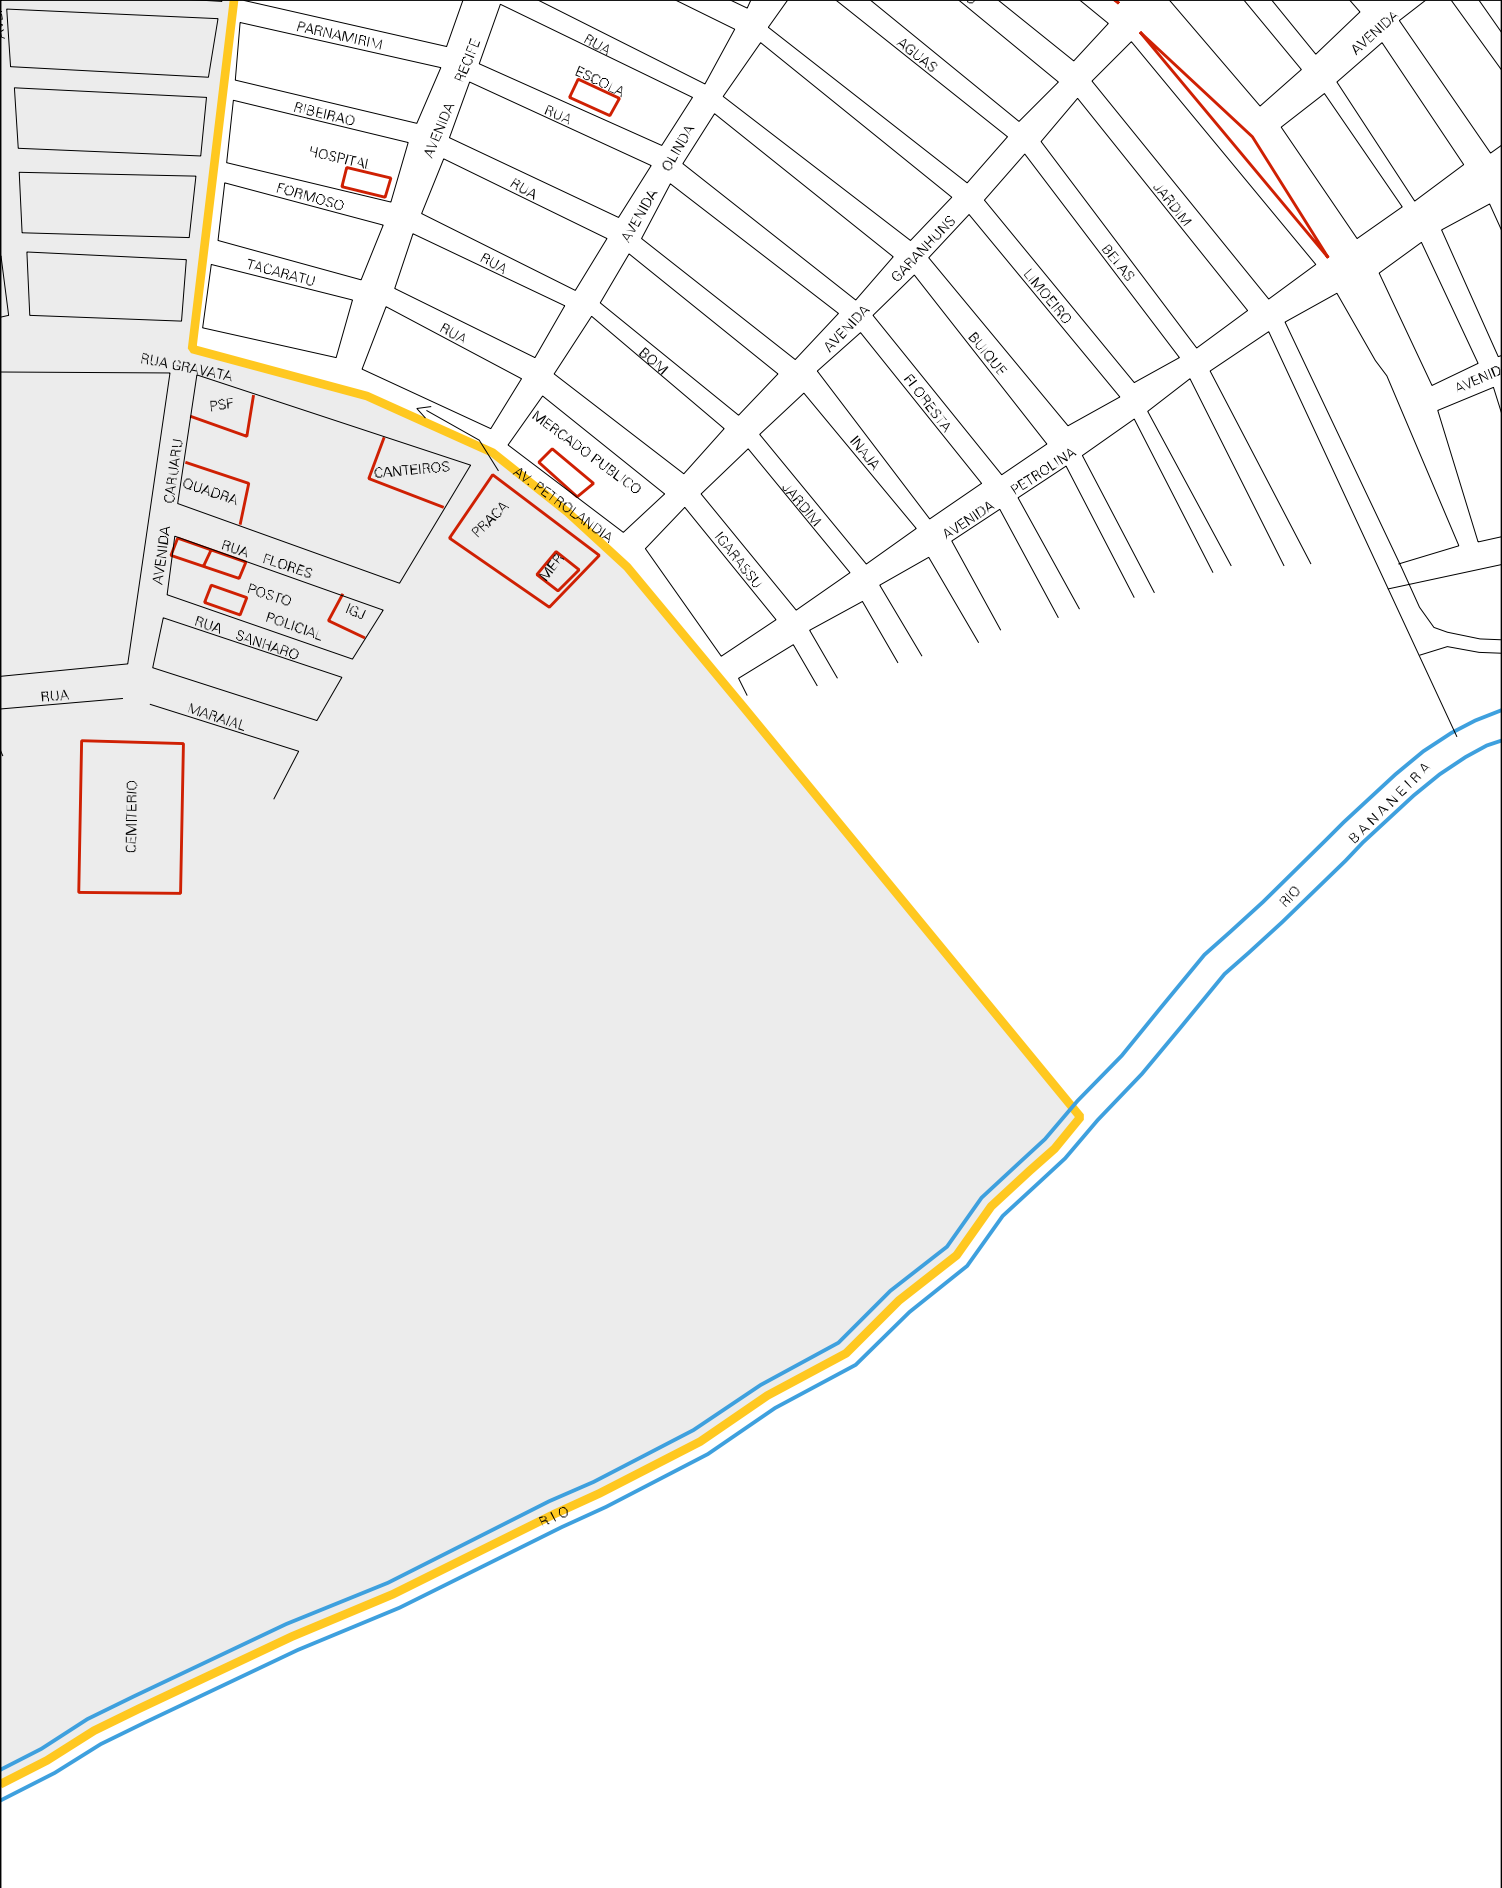 PARNAMIRIM
RUA
AVENIDA RECIFE
ESCOLA
RUA
AGUAS
AVENIDA
RIBEIRAO
HOSPITAL
FORMOSO
RUA
AVENIDA OLINDA
JARDIM
BELAS
AVENIDA GARANHUNS
LIMOEIRO
TACARATU
RUA
RUA
BOM
BUIQUE
FLORESTA
AVENID
RUA GRAVATA
PSF
CANTEIROS
MERCADO PUBLICO
INAJA
AVENIDA PETROLINA
AVENIDA CARUARU
QUADRA
PRACA
AV. PETROLANDIA
JARDIM
IGARASSU
RUA FLORES
MEP
POSTO
POLICIAL
IGJ
RUA SANHARO
RUA
MARAIAL
CEMITERIO
RIO BANANEIRA
RIO